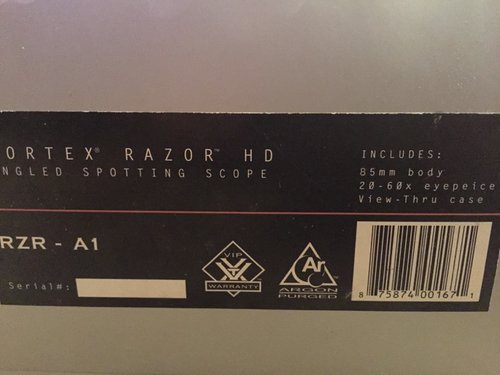 ORTEX® RAZOR™ HD
NGLED SPOTTING SCOPE
RZR - A1
Serial#:
VIP
WARRANTY
Ar
ARGON
PURGED
INCLUDES:
85mm body
20-60x eyepeice
View-Thru case
8 75874 00167 1